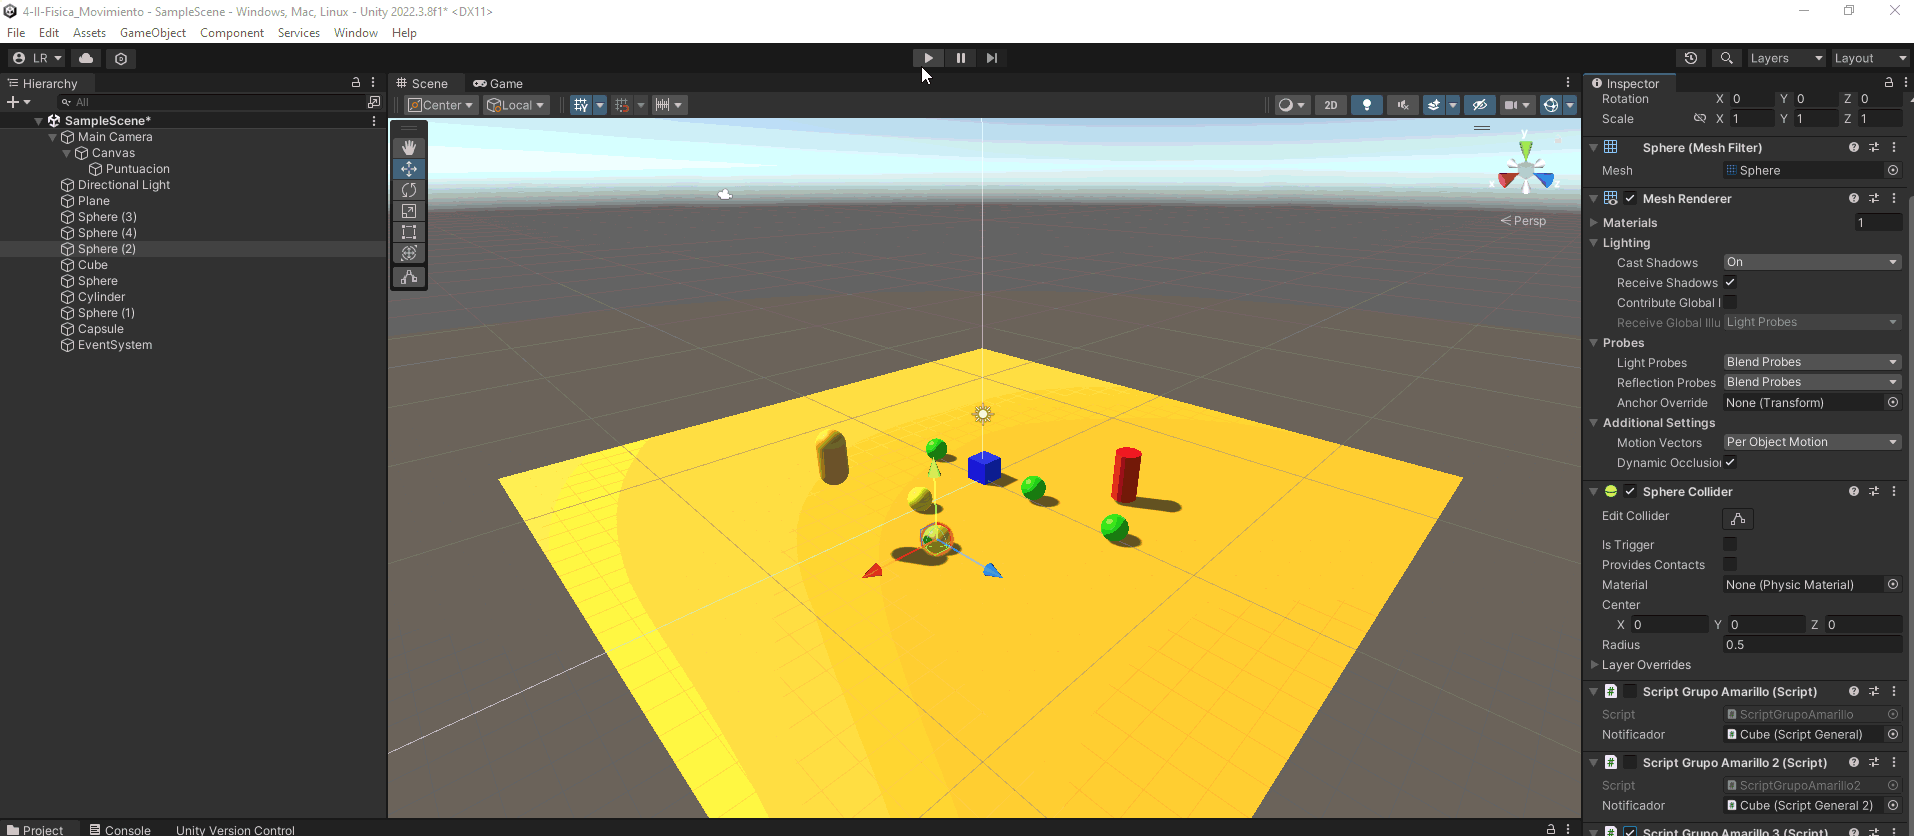 4-II-Fisica_Movimiento - SampleScene - Windows, Mac, Linux - Unity 2022.3.8f1* <DX11>
File Edit Assets GameObject Component Services Window Help
LR Layers Layout
Hierarchy
All
SampleScene*
Main Camera
Canvas
Puntuacion
Directional Light
Plane
Sphere (3)
Sphere (4)
Sphere (2)
Cube
Sphere
Cylinder
Sphere (1)
Capsule
EventSystem
Scene Game
Center Local 2D
y
x
z
Persp
Inspector
Rotation X 0 Y 0 Z 0
Scale X 1 Y 1 Z 1
Sphere (Mesh Filter)
Mesh Sphere
Mesh Renderer
Materials 1
Lighting
Cast Shadows On
Receive Shadows
Contribute Global I
Receive Global Illu Light Probes
Probes
Light Probes Blend Probes
Reflection Probes Blend Probes
Anchor Override None (Transform)
Additional Settings
Motion Vectors Per Object Motion
Dynamic Occlusion
Sphere Collider
Edit Collider
Is Trigger
Provides Contacts
Material None (Physic Material)
Center
X 0 Y 0 Z 0
Radius 0.5
Layer Overrides
Script Grupo Amarillo (Script)
Script ScriptGrupoAmarillo
Notificador Cube (Script General)
Script Grupo Amarillo 2 (Script)
Script ScriptGrupoAmarillo2
Notificador Cube (Script General 2)
Script Grupo Amarillo 3 (Script)
Project Console Unity Version Control